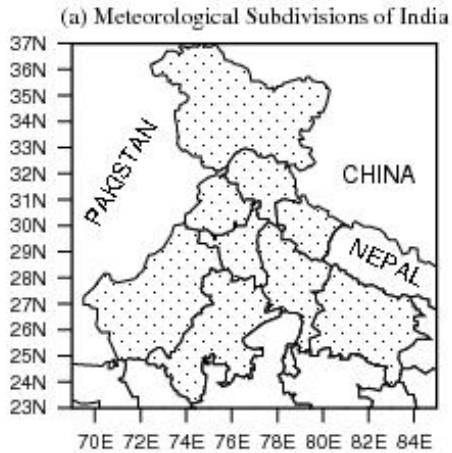 (a) Meteorological Subdivisions of India
37N
36N
35N
34N
33N
32N
31N
30N
29N
28N
27N
26N
25N
24N
23N
PAKISTAN
CHINA
NEPAL
70E 72E 74E 76E 78E 80E 82E 84E